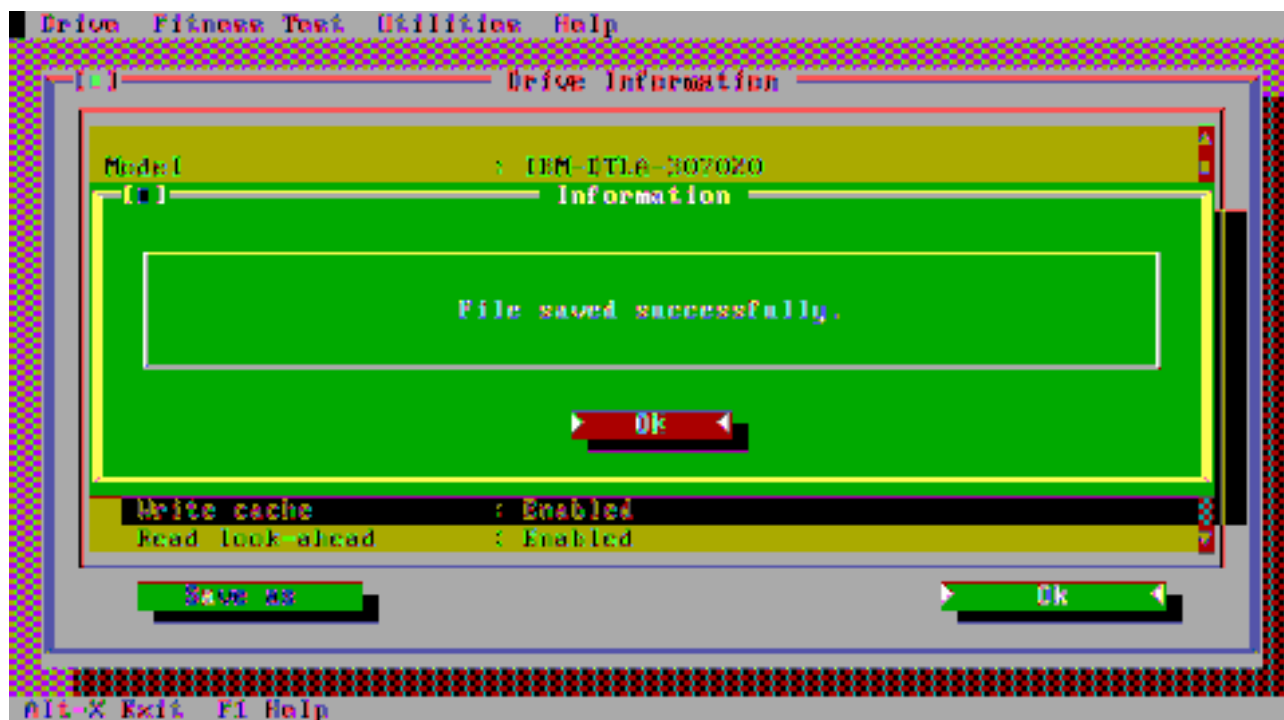 Drive Fitness Test Utilities Help
Drive Information
Model : IBM-DTLA-307020
Information
File saved successfully.
Ok
Write cache : Enabled
Read look-ahead : Enabled
Save as Ok
Alt-X Exit F1 Help